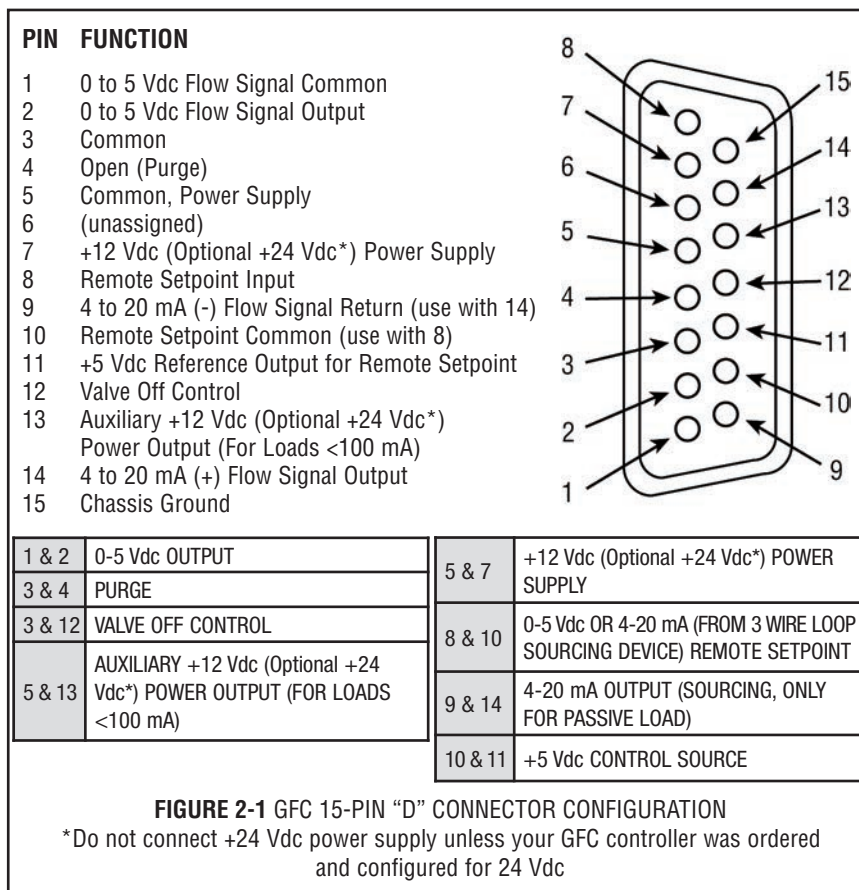 PIN FUNCTION
1 0 to 5 Vdc Flow Signal Common
2 0 to 5 Vdc Flow Signal Output
3 Common
4 Open (Purge)
5 Common, Power Supply
6 (unassigned)
7 +12 Vdc (Optional +24 Vdc*) Power Supply
8 Remote Setpoint Input
9 4 to 20 mA (-) Flow Signal Return (use with 14)
10 Remote Setpoint Common (use with 8)
11 +5 Vdc Reference Output for Remote Setpoint
12 Valve Off Control
13 Auxiliary +12 Vdc (Optional +24 Vdc*)
Power Output (For Loads <100 mA)
14 4 to 20 mA (+) Flow Signal Output
15 Chassis Ground
8
7
6
5
4
3
2
1
15
14
13
12
11
10
9
1 & 2 0-5 Vdc OUTPUT
3 & 4 PURGE
3 & 12 VALVE OFF CONTROL
5 & 13 AUXILIARY +12 Vdc (Optional +24
Vdc*) POWER OUTPUT (FOR LOADS
<100 mA)
5 & 7 +12 Vdc (Optional +24 Vdc*) POWER
SUPPLY
8 & 10 0-5 Vdc OR 4-20 mA (FROM 3 WIRE LOOP
SOURCING DEVICE) REMOTE SETPOINT
9 & 14 4-20 mA OUTPUT (SOURCING, ONLY
FOR PASSIVE LOAD)
10 & 11 +5 Vdc CONTROL SOURCE
FIGURE 2-1 GFC 15-PIN “D” CONNECTOR CONFIGURATION
*Do not connect +24 Vdc power supply unless your GFC controller was ordered
and configured for 24 Vdc